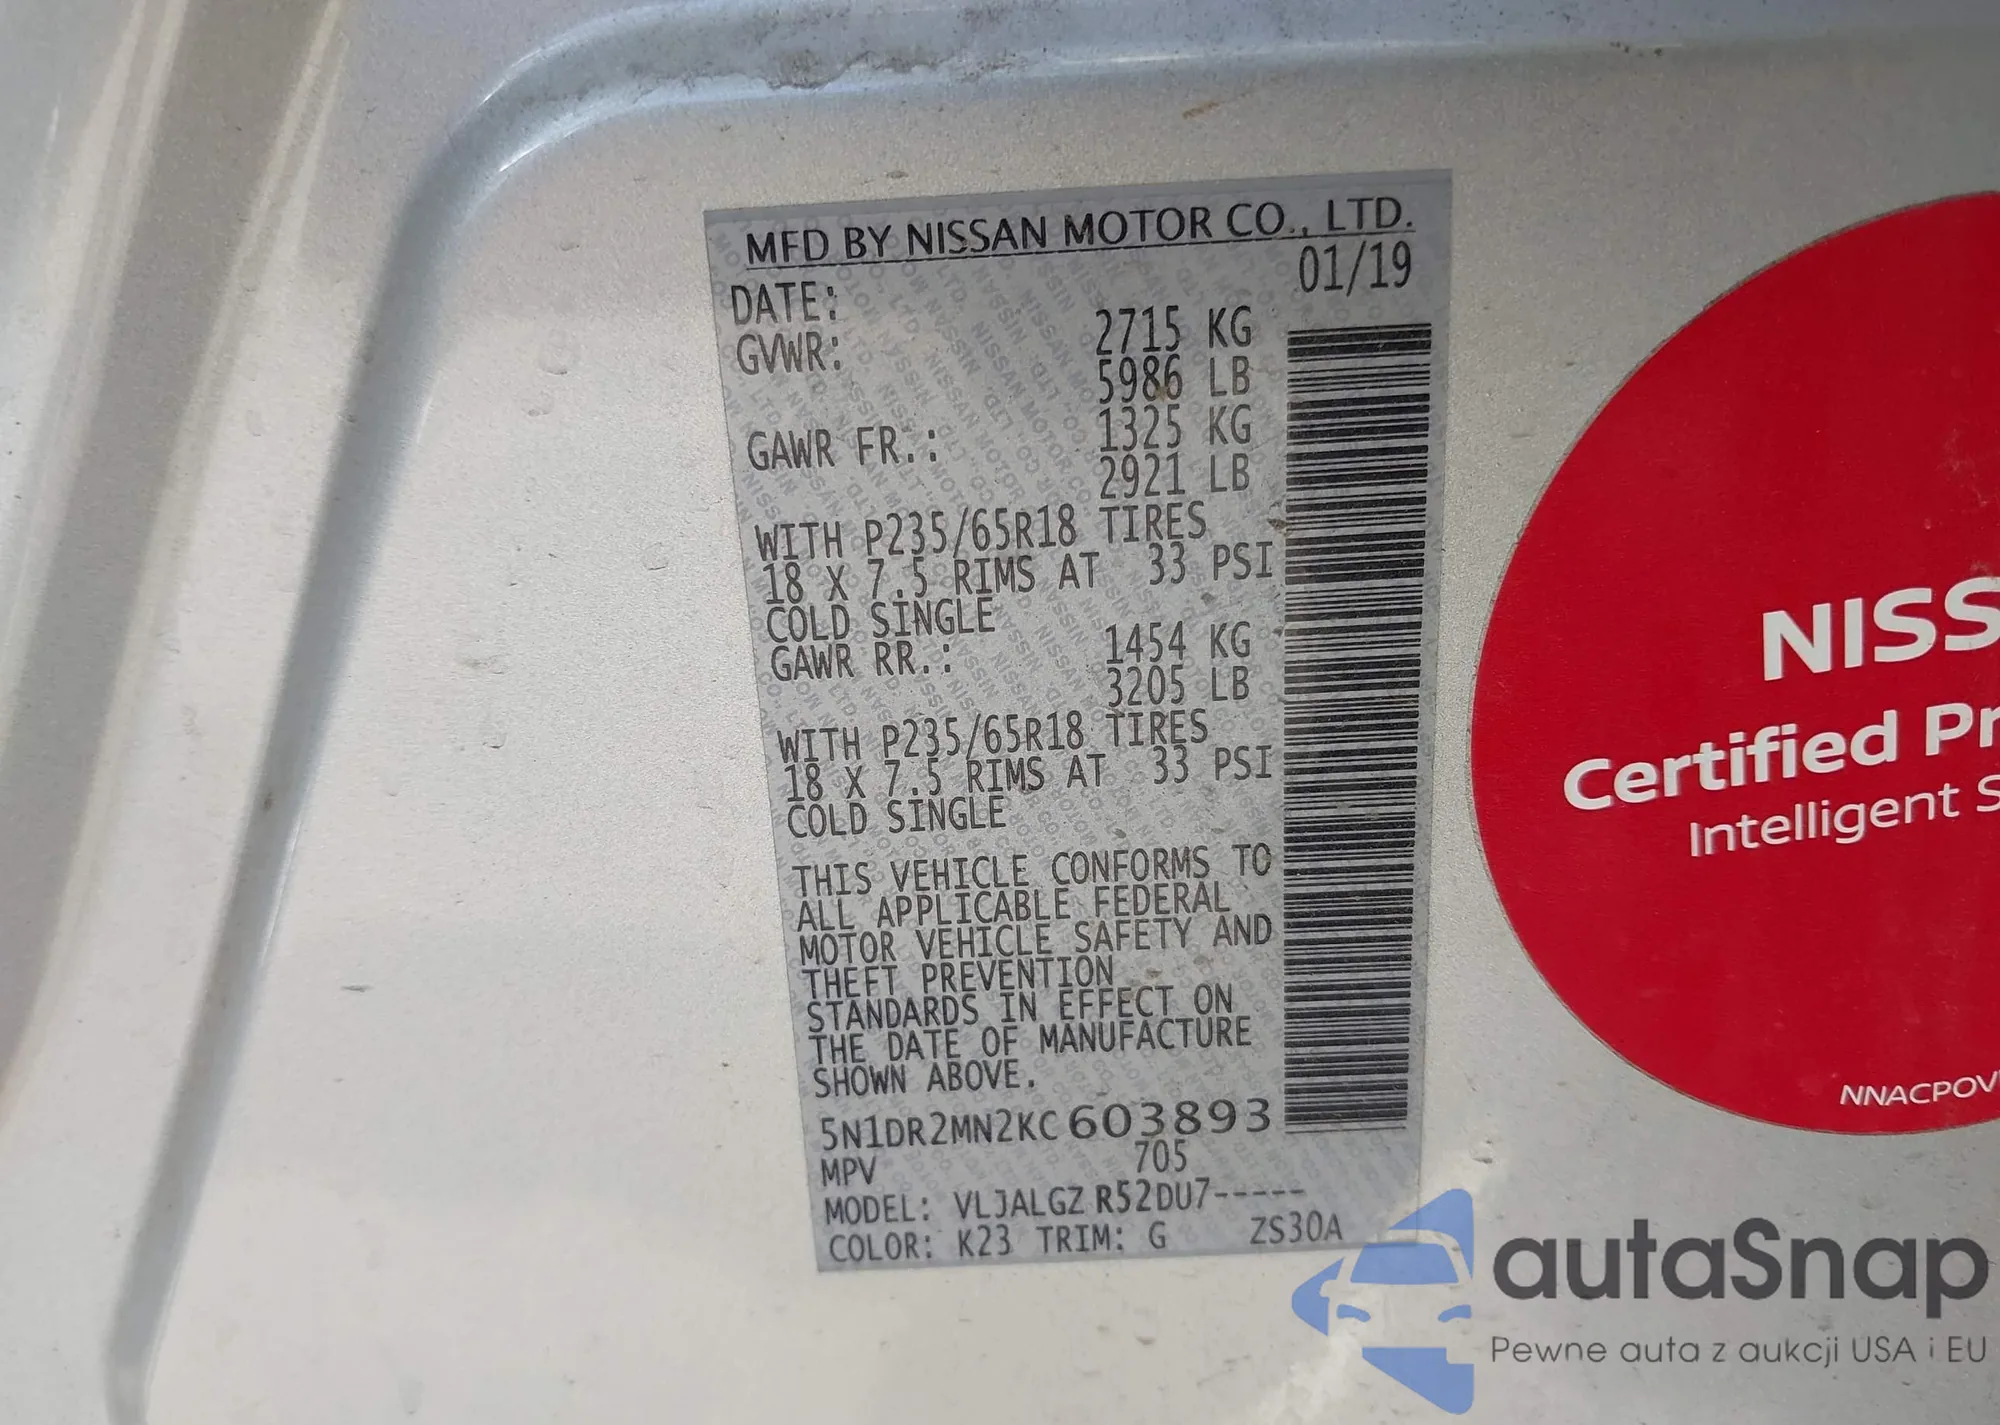 MFD BY NISSAN MOTOR CO., LTD.
DATE: 01/19
GVWR: 2715 KG
5986 LB
GAWR FR.: 1325 KG
2921 LB
WITH P235/65R18 TIRES
18 X 7.5 RIMS AT 33 PSI
COLD SINGLE
GAWR RR.: 1454 KG
3205 LB
WITH P235/65R18 TIRES
18 X 7.5 RIMS AT 33 PSI
COLD SINGLE
THIS VEHICLE CONFORMS TO
ALL APPLICABLE FEDERAL
MOTOR VEHICLE SAFETY AND
THEFT PREVENTION
STANDARDS IN EFFECT ON
THE DATE OF MANUFACTURE
SHOWN ABOVE.
5N1DR2MN2KC603893
MPV 705
MODEL: VLJALGZ R52DU7-----
COLOR: K23 TRIM: G ZS30A
NISS
Certified Pr
Intelligent S
NNACPOV
autaSnap
Pewne auta z aukcji USA i EU